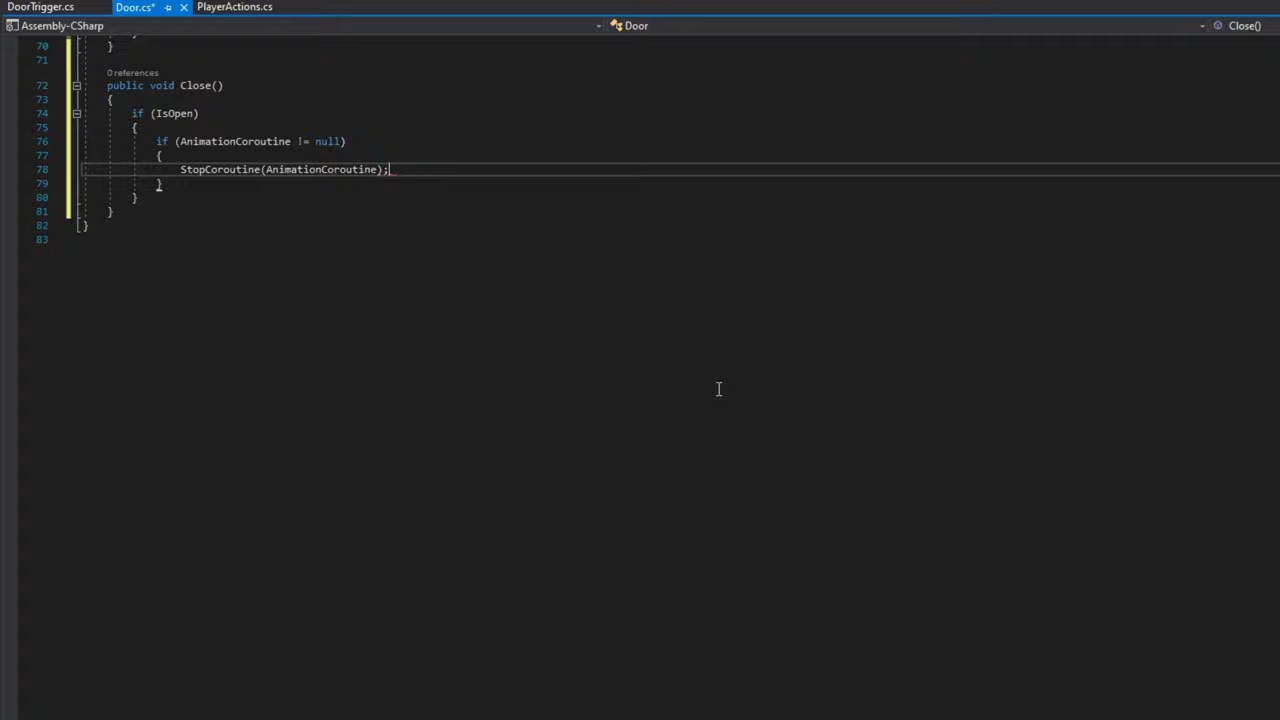 DoorTrigger.cs Door.cs* PlayerActions.cs
Assembly-CSharp Door Close()
70 }
71
0 references
72 public void Close()
73 {
74 if (IsOpen)
75 {
76 if (AnimationCoroutine != null)
77 {
78 StopCoroutine(AnimationCoroutine);
79 }
80 }
81 }
82 }
83